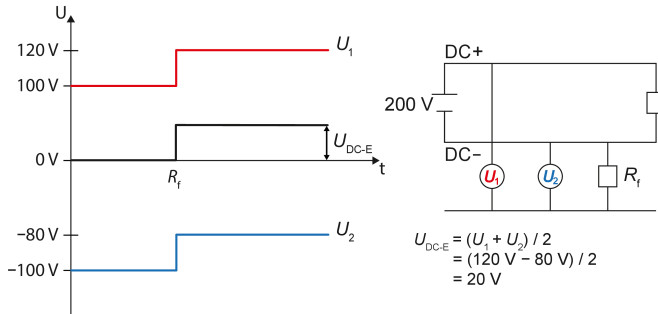 U
120 V
U1
100 V
UDC-E
0 V
Rf
t
−80 V
U2
−100 V
DC+
200 V
DC−
U1
U2
Rf
UDC-E = (U1 + U2) / 2
= (120 V − 80 V) / 2
= 20 V